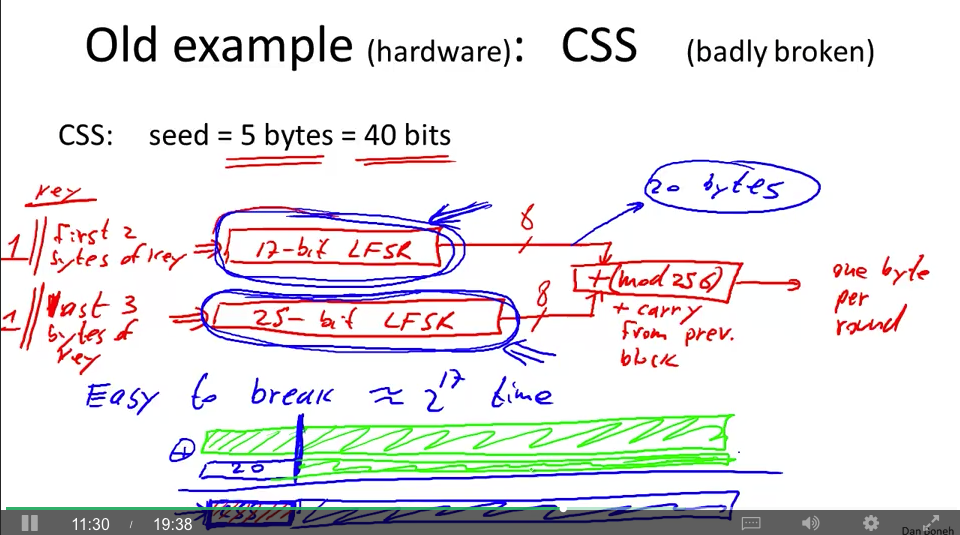 Old example (hardware): CSS (badly broken)
CSS: seed = 5 bytes = 40 bits
key
20 bytes
1 || first 2
bytes of key
17-bit LFSR
8
+ (mod 256)
one byte
per
round
1 || last 3
bytes of
key
25-bit LFSR
8
+ carry
from prev.
block
Easy to break ≈ 2^17 time
⊕
20
11:30 / 19:38
Dan Boneh